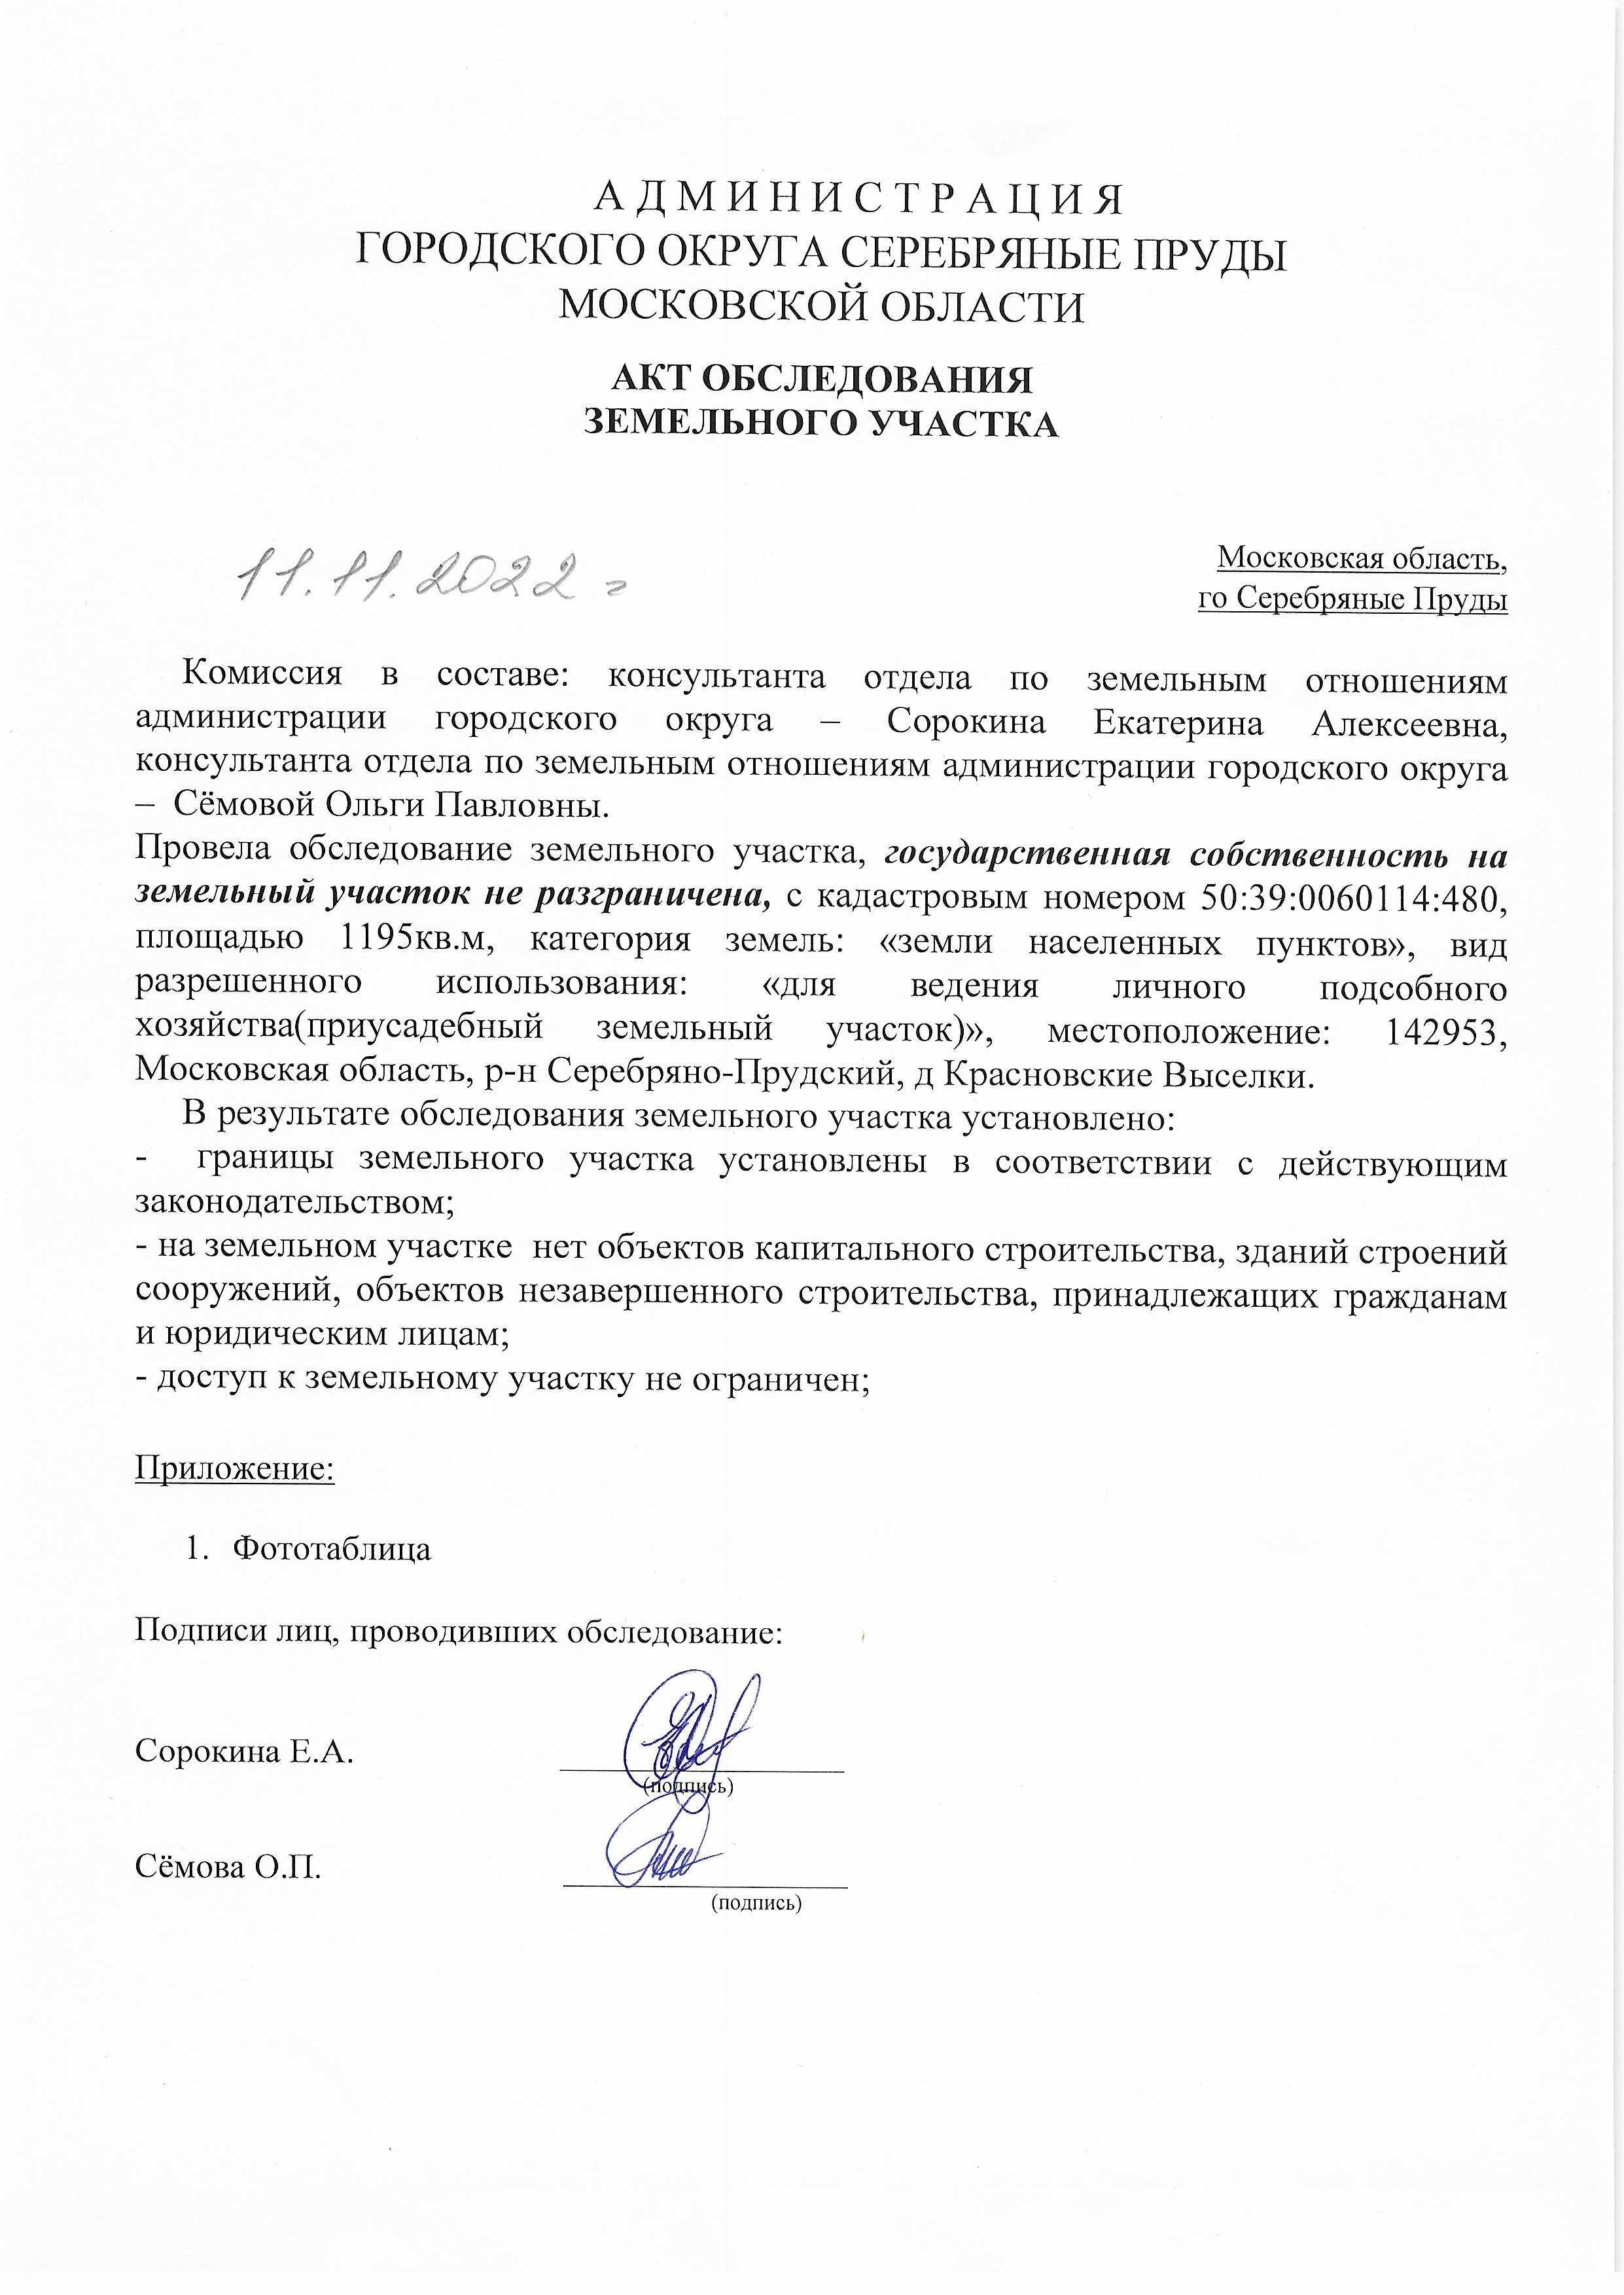 А Д М И Н И С Т Р А Ц И Я
ГОРОДСКОГО ОКРУГА СЕРЕБРЯНЫЕ ПРУДЫ
МОСКОВСКОЙ ОБЛАСТИ
АКТ ОБСЛЕДОВАНИЯ
ЗЕМЕЛЬНОГО УЧАСТКА
11.11.2022 г
Московская область,
го Серебряные Пруды
Комиссия в составе: консультанта отдела по земельным отношениям
администрации городского округа – Сорокина Екатерина Алексеевна,
консультанта отдела по земельным отношениям администрации городского округа
– Сёмовой Ольги Павловны.
Провела обследование земельного участка, государственная собственность на
земельный участок не разграничена, с кадастровым номером 50:39:0060114:480,
площадью 1195кв.м, категория земель: «земли населенных пунктов», вид
разрешенного использования: «для ведения личного подсобного
хозяйства(приусадебный земельный участок)», местоположение: 142953,
Московская область, р-н Серебряно-Прудский, д Красновские Выселки.
В результате обследования земельного участка установлено:
- границы земельного участка установлены в соответствии с действующим
законодательством;
- на земельном участке нет объектов капитального строительства, зданий строений
сооружений, объектов незавершенного строительства, принадлежащих гражданам
и юридическим лицам;
- доступ к земельному участку не ограничен;
Приложение:
1. Фототаблица
Подписи лиц, проводивших обследование:
Сорокина Е.А.
(подпись)
Сёмова О.П.
(подпись)